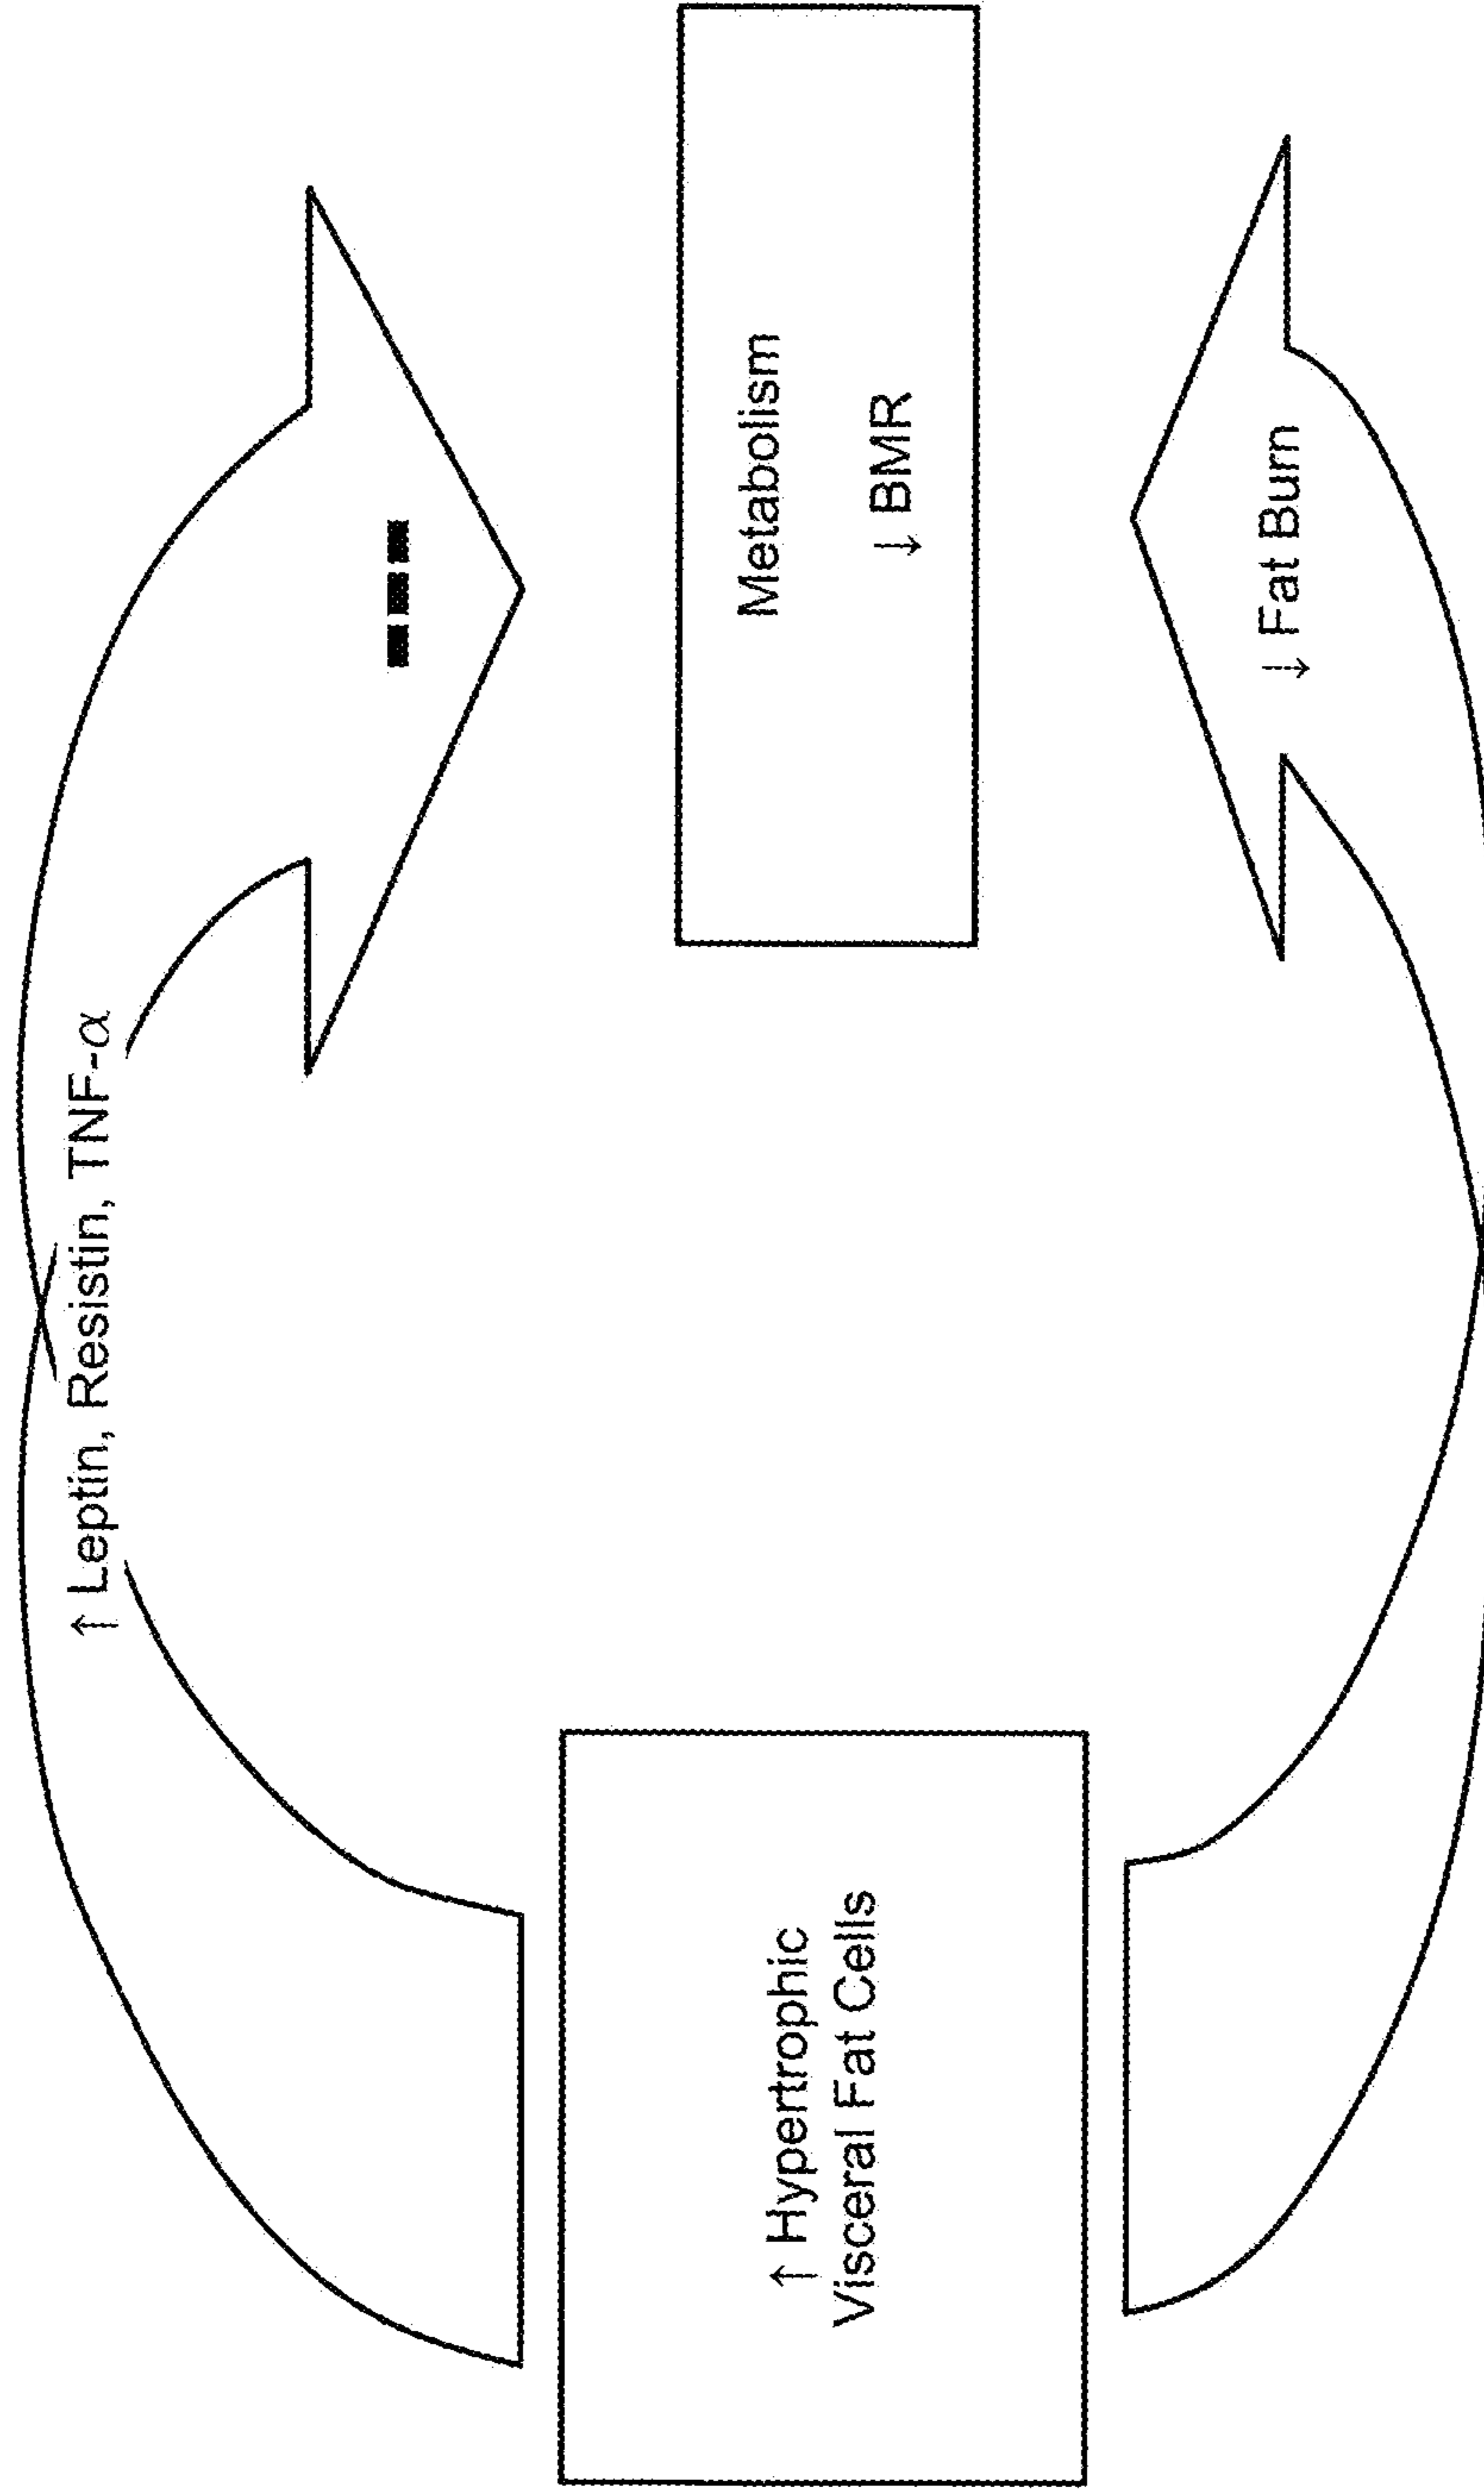 ↑ Leptin, Resistin, TNF-α
---
↑ Hypertrophic
Visceral Fat Cells
Metabolism
↓ BMR
↓ Fat Burn